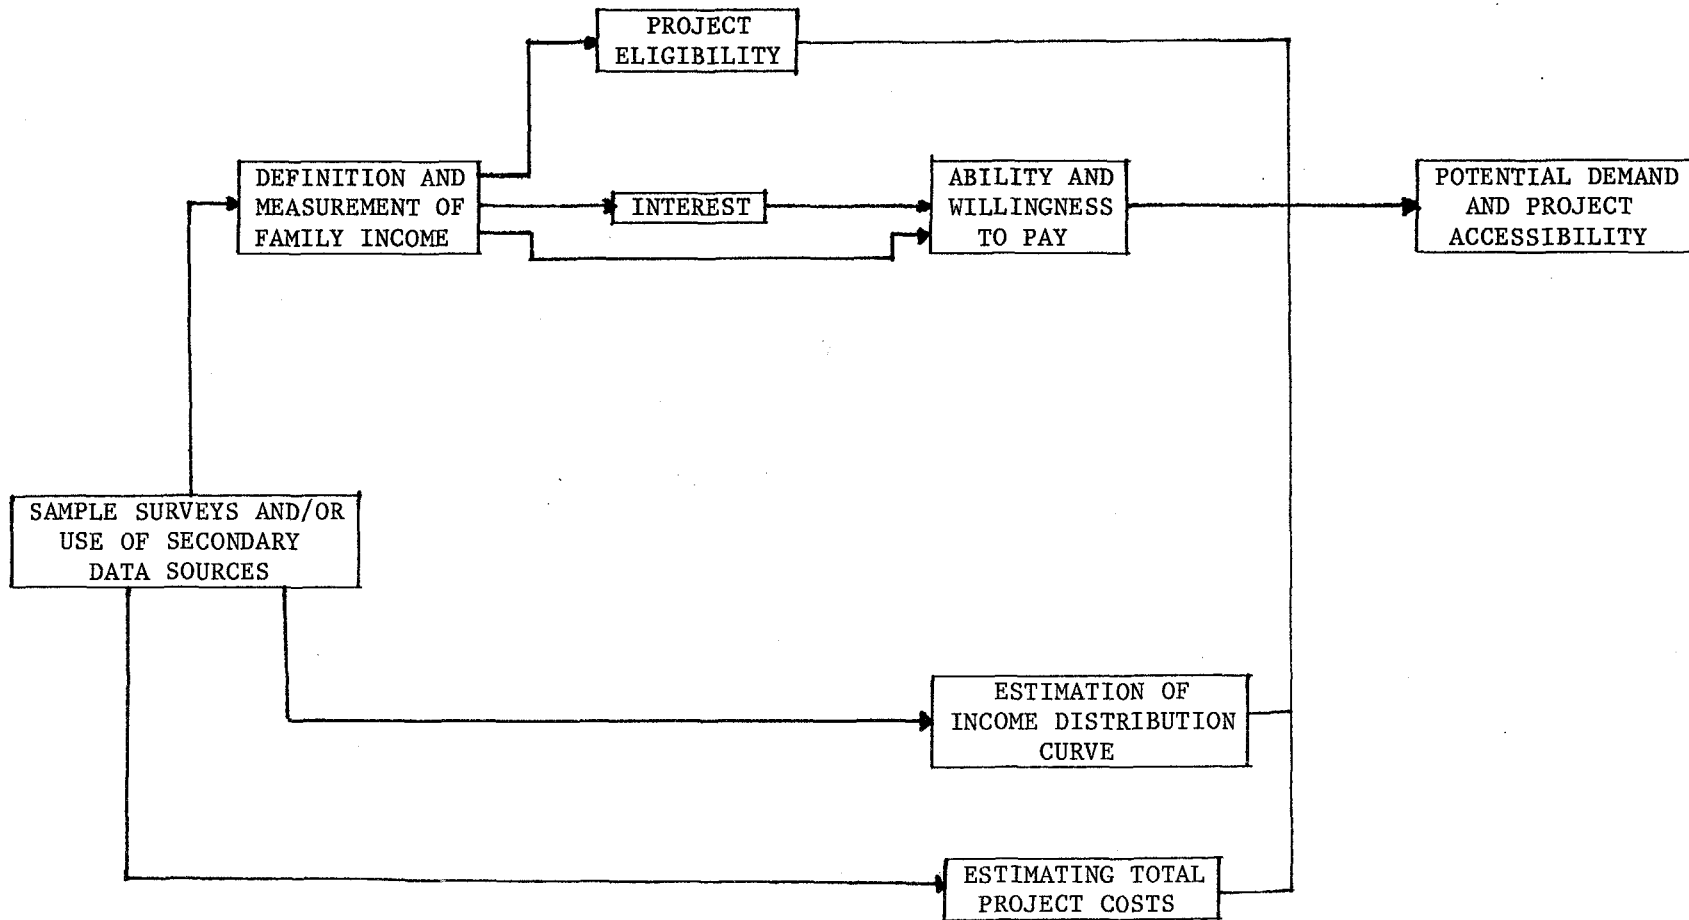 PROJECT
ELIGIBILITY
DEFINITION AND
MEASUREMENT OF
FAMILY INCOME
INTEREST
ABILITY AND
WILLINGNESS
TO PAY
POTENTIAL DEMAND
AND PROJECT
ACCESSIBILITY
SAMPLE SURVEYS AND/OR
USE OF SECONDARY
DATA SOURCES
ESTIMATION OF
INCOME DISTRIBUTION
CURVE
ESTIMATING TOTAL
PROJECT COSTS